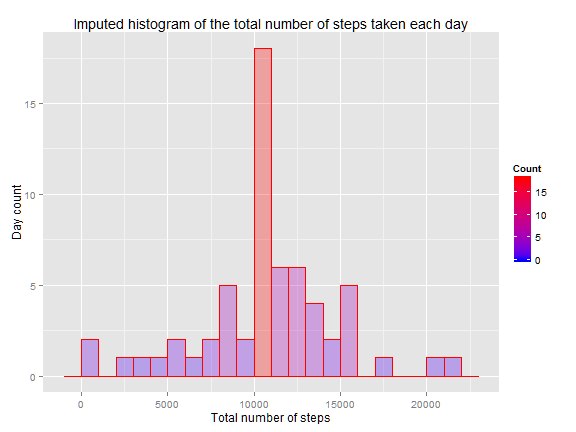 Imputed histogram of the total number of steps taken each day
15
10
5
0
Day count
0 5000 10000 15000 20000
Total number of steps
Count
15
10
5
0